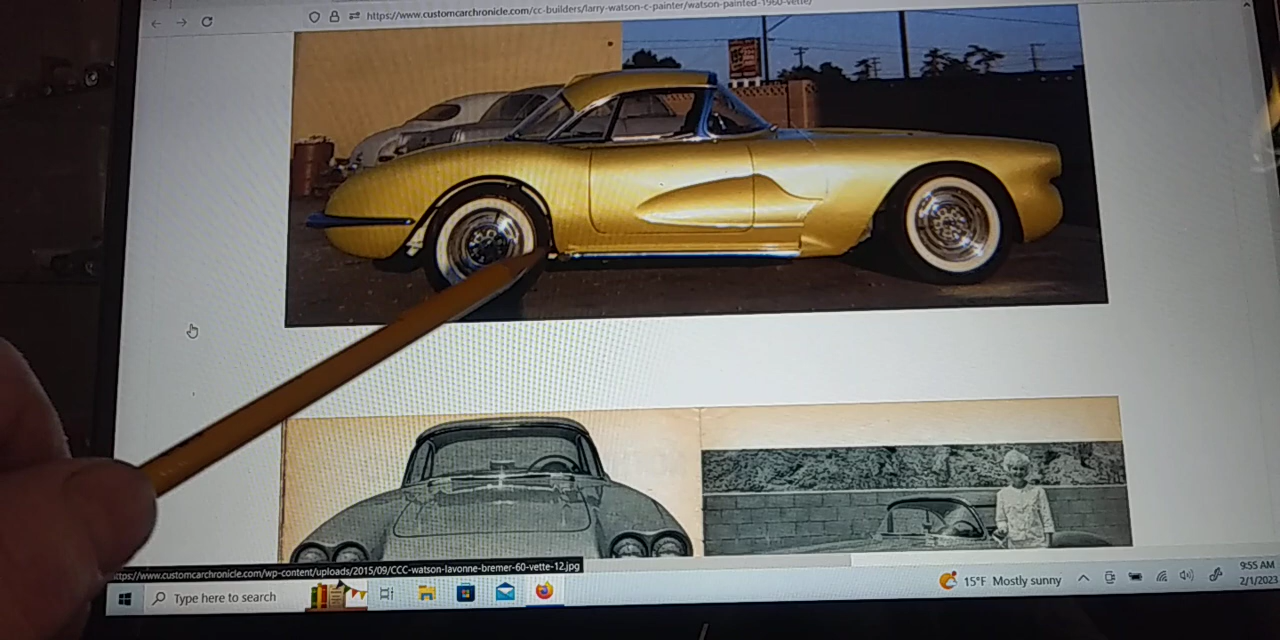 https://www.customcarchronicle.com/cc-builders/larry-watson-c-painter/watson-painted-1960-vette/
https://www.customcarchronicle.com/wp-content/uploads/2015/09/CCC-watson-lavonne-bremer-60-vette-12.jpg
Type here to search
15°F Mostly sunny
9:55 AM
2/1/2023